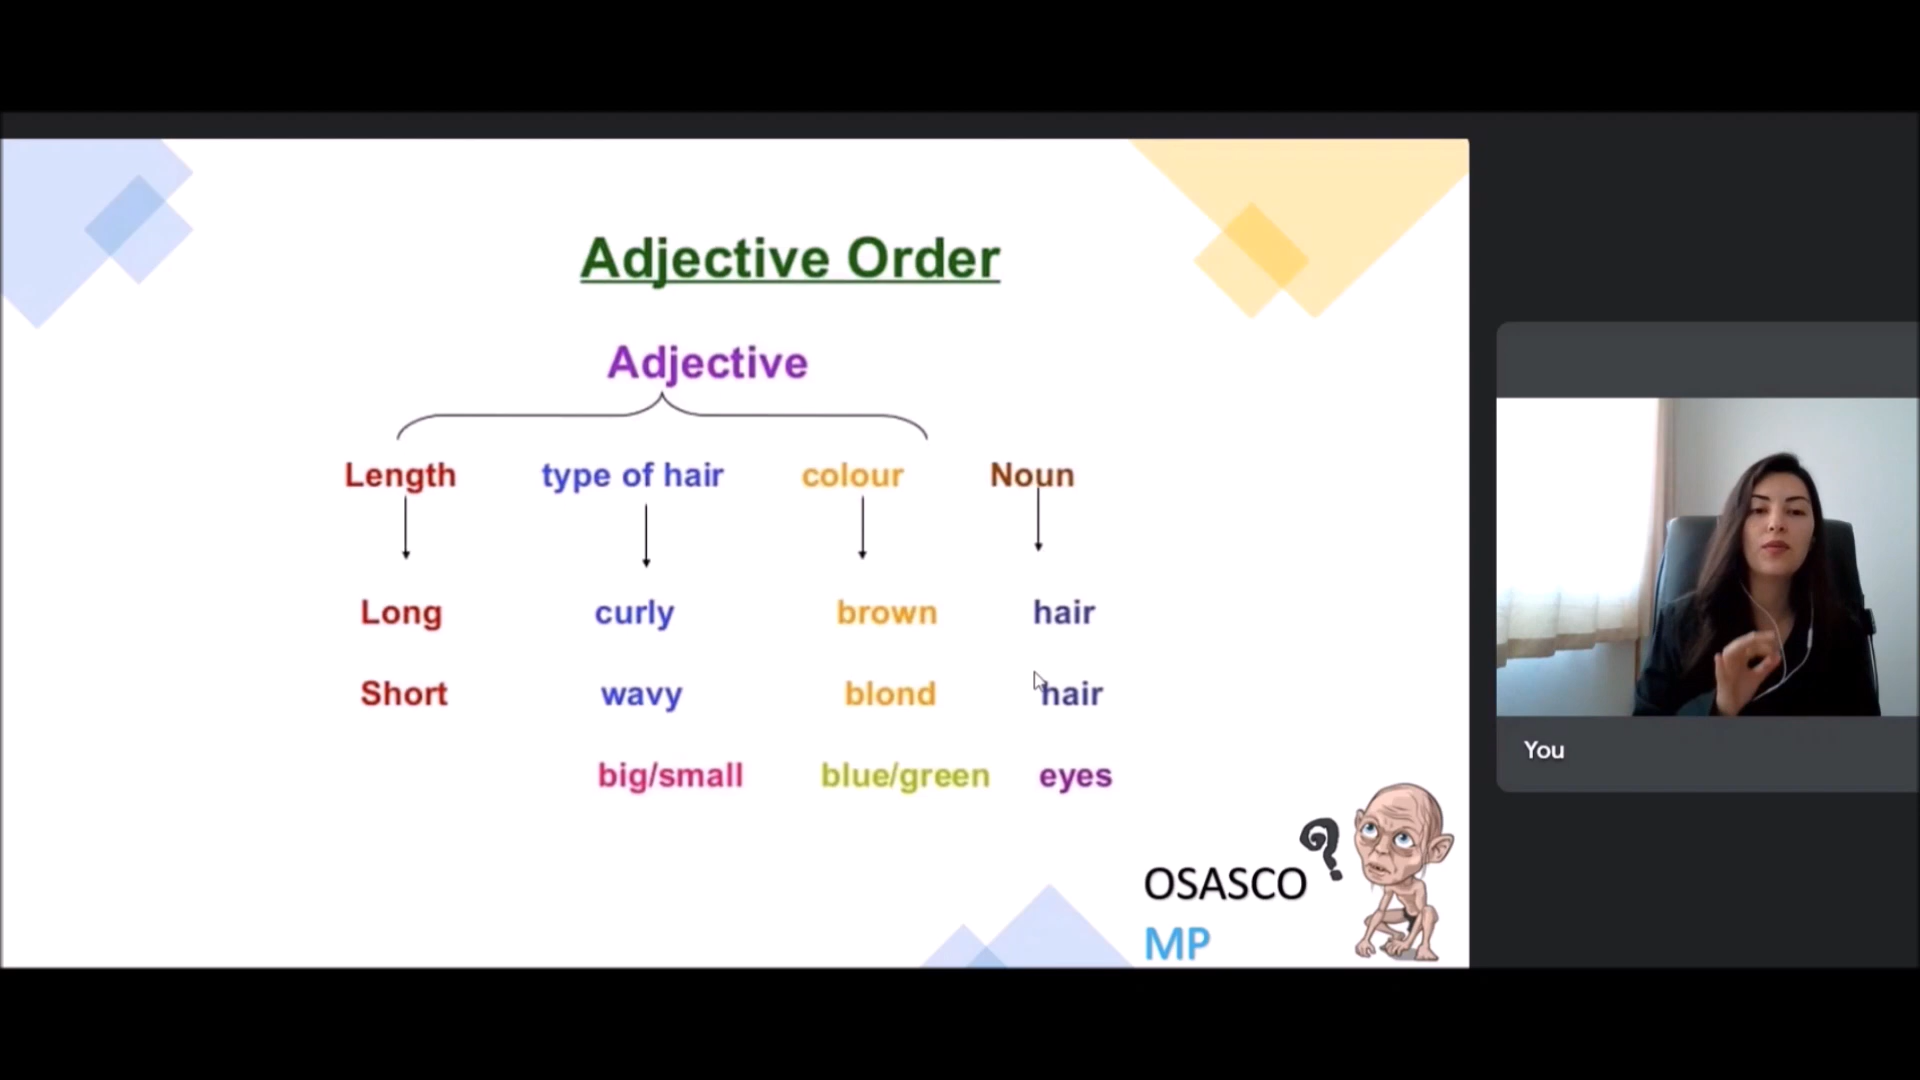 Adjective Order
Adjective
Length type of hair colour Noun
Long curly brown hair
Short wavy blond hair
big/small blue/green eyes
You
?
OSASCO
MP